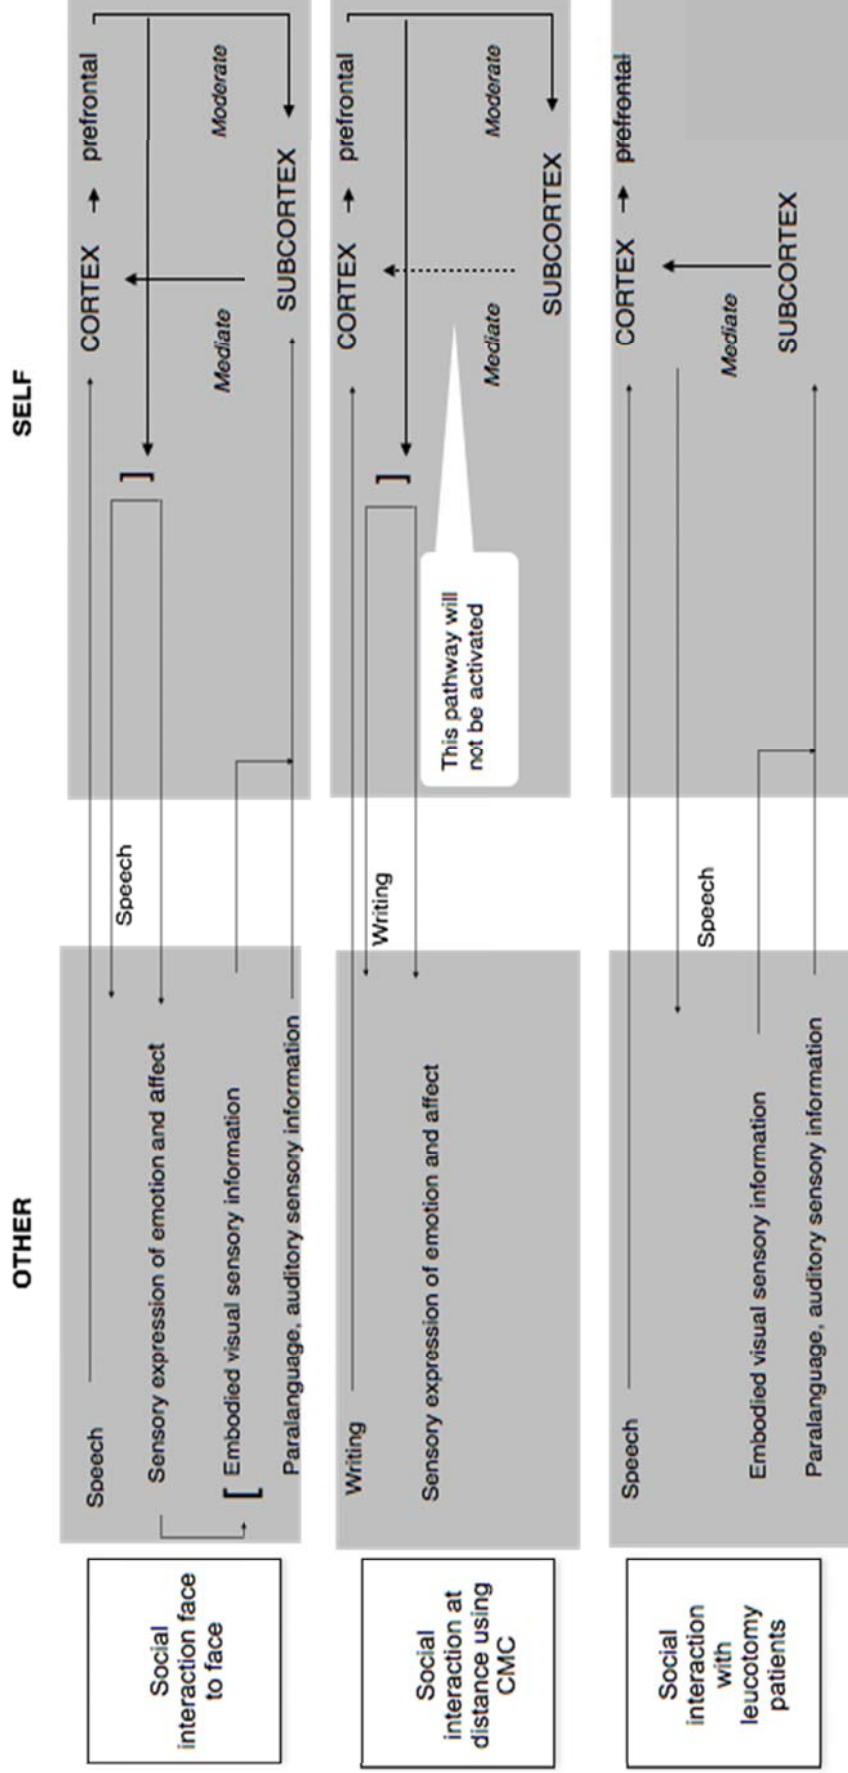 OTHER
SELF
Social
interaction face
to face
Speech
Sensory expression of emotion and affect
[ Embodied visual sensory information
Paralanguage, auditory sensory information
Speech
]
CORTEX → prefrontal
Mediate
Moderate
SUBCORTEX
Social
interaction at
distance using
CMC
Writing
Sensory expression of emotion and affect
Writing
]
This pathway will
not be activated
CORTEX → prefrontal
Mediate
Moderate
SUBCORTEX
Social
interaction
with
leucotomy
patients
Speech
Embodied visual sensory information
Paralanguage, auditory sensory information
Speech
CORTEX → prefrontal
Mediate
SUBCORTEX